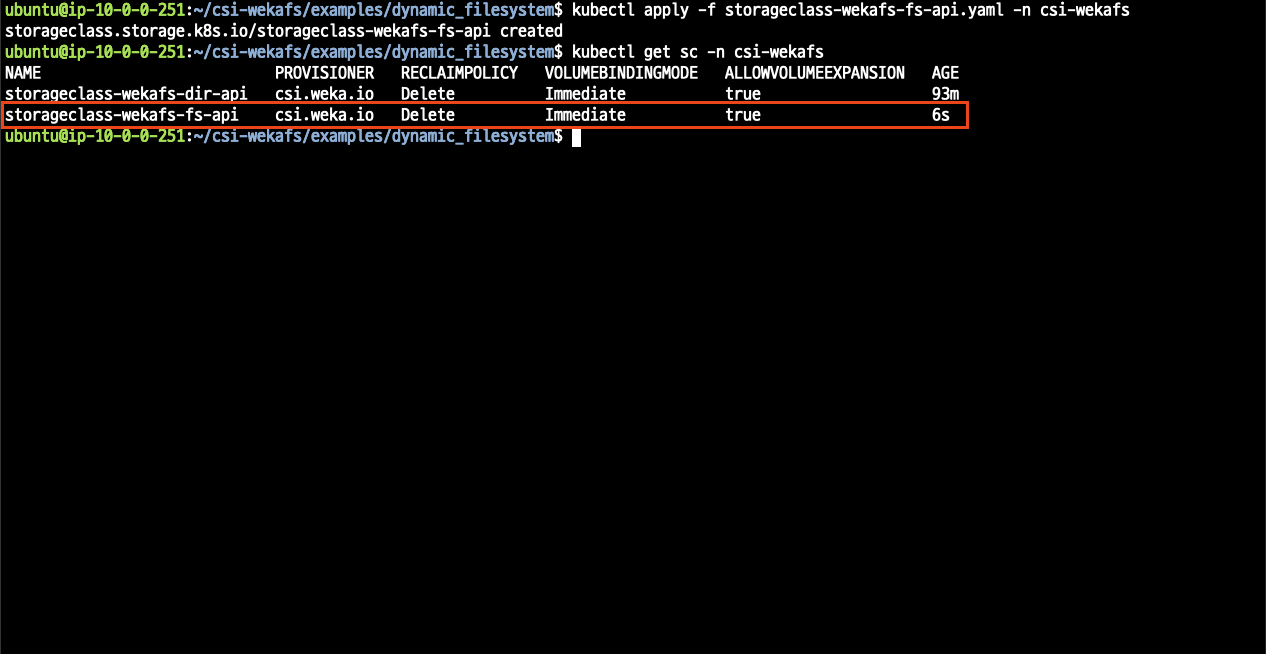 ubuntu@ip-10-0-0-251:~/csi-wekafs/examples/dynamic_filesystem$ kubectl apply -f storageclass-wekafs-fs-api.yaml -n csi-wekafs
storageclass.storage.k8s.io/storageclass-wekafs-fs-api created
ubuntu@ip-10-0-0-251:~/csi-wekafs/examples/dynamic_filesystem$ kubectl get sc -n csi-wekafs
NAME PROVISIONER RECLAIMPOLICY VOLUMEBINDINGMODE ALLOWVOLUMEEXPANSION AGE
storageclass-wekafs-dir-api csi.weka.io Delete Immediate true 93m
storageclass-wekafs-fs-api csi.weka.io Delete Immediate true 6s
ubuntu@ip-10-0-0-251:~/csi-wekafs/examples/dynamic_filesystem$